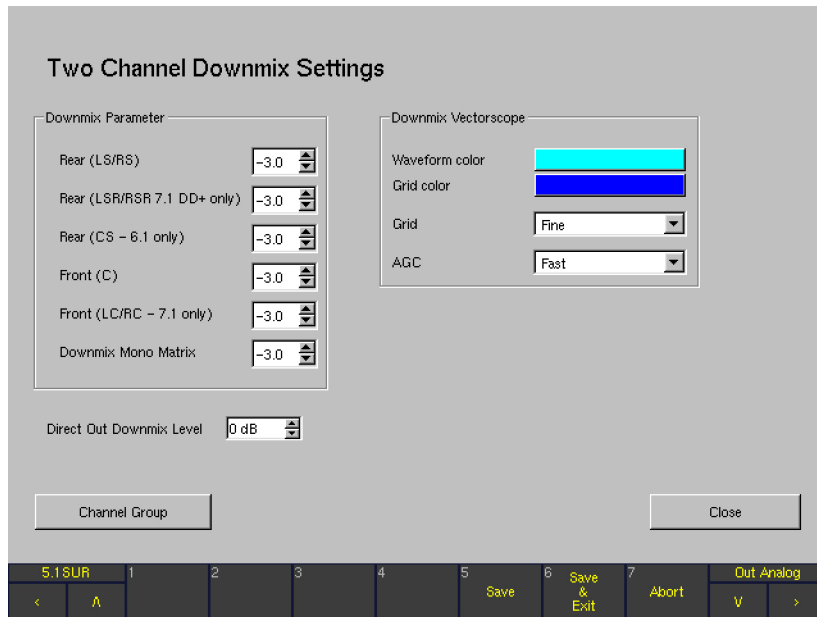 Two Channel Downmix Settings
Downmix Parameter
Rear (LS/RS) -3.0
Rear (LSR/RSR 7.1 DD+ only) -3.0
Rear (CS - 6.1 only) -3.0
Front (C) -3.0
Front (LC/RC - 7.1 only) -3.0
Downmix Mono Matrix -3.0
Downmix Vectorscope
Waveform color
Grid color
Grid Fine
AGC Fast
Direct Out Downmix Level 0 dB
Channel Group
Close
5.1SUR 1 2 3 4 5 6 7 Out Analog
< Λ Save Save & Exit Abort V >